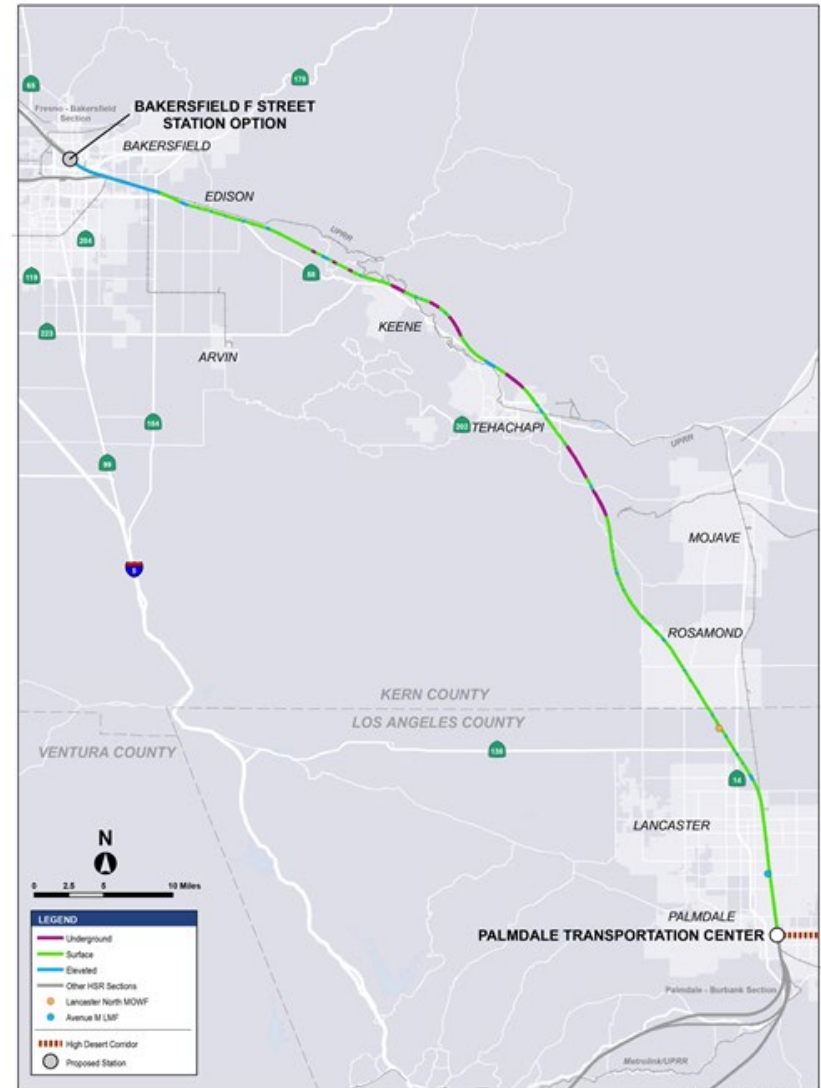 65
178
Fresno - Bakersfield
Section
BAKERSFIELD F STREET
STATION OPTION
BAKERSFIELD
EDISON
UPRR
204
58
119
KEENE
223
ARVIN
184
202
TEHACHAPI
UPRR
99
MOJAVE
5
ROSAMOND
KERN COUNTY
LOS ANGELES COUNTY
VENTURA COUNTY
138
14
LANCASTER
N
0 2.5 5 10 Miles
PALMDALE
PALMDALE TRANSPORTATION CENTER
LEGEND
Underground
Surface
Elevated
Other HSR Sections
Lancaster North MOWF
Avenue M LMF
High Desert Corridor
Proposed Station
Palmdale - Burbank Section
Metrolink/UPRR